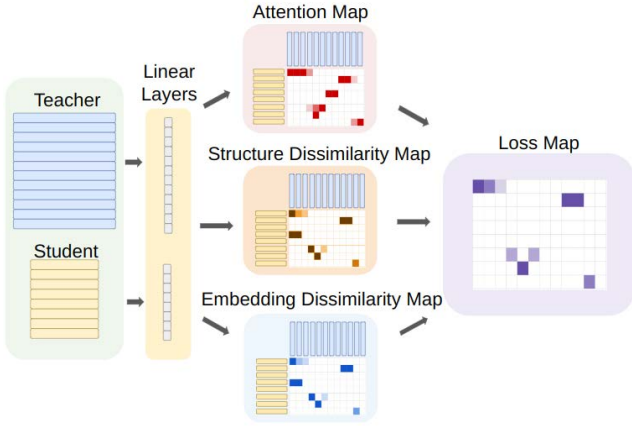 Attention Map
Linear
Layers
Teacher
Structure Dissimilarity Map
Loss Map
Student
Embedding Dissimilarity Map